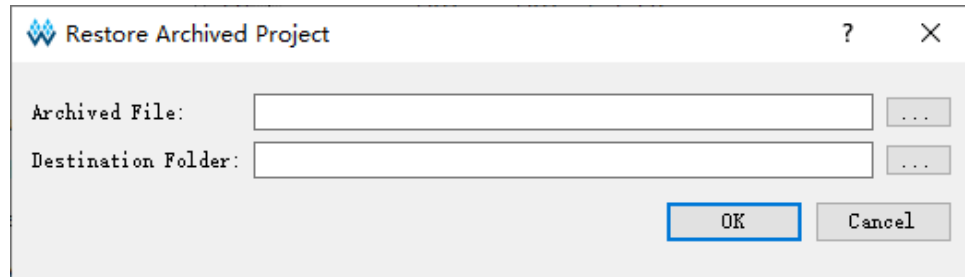 Restore Archived Project ?
Archived File: ...
Destination Folder: ...
OK Cancel